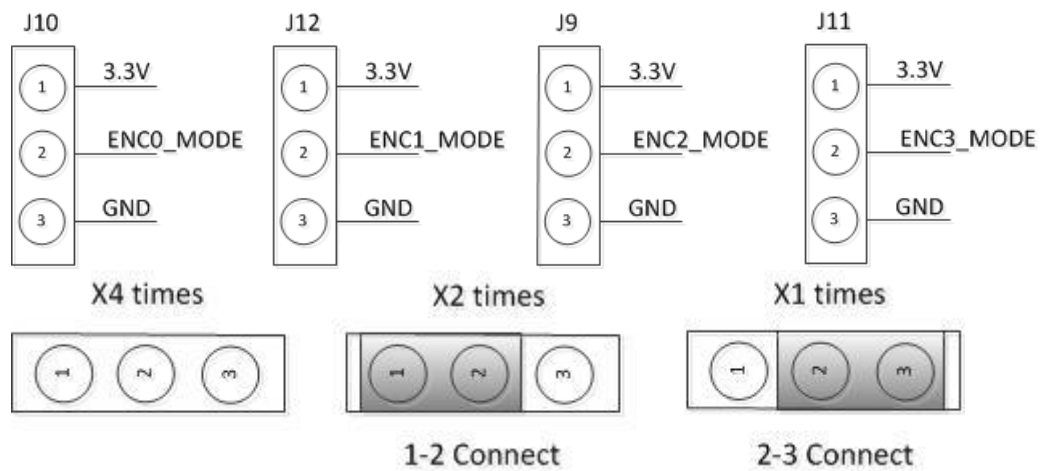 J10 J12 J9 J11
1 3.3V 1 3.3V 1 3.3V 1 3.3V
2 ENC0_MODE 2 ENC1_MODE 2 ENC2_MODE 2 ENC3_MODE
3 GND 3 GND 3 GND 3 GND
X4 times X2 times X1 times
1 2 3 1 2 3 1 2 3
1-2 Connect 2-3 Connect